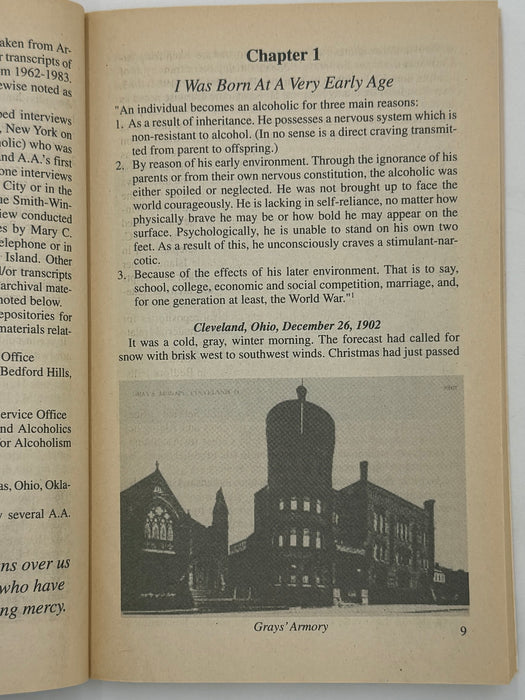 aken from Ar-
r transcripts of
m 1962-1983.
ewise noted as
ped interviews
, New York on
olic) who was
nd A.A.'s first
one interviews
City or in the
e Smith-Win-
iew conducted
es by Mary C.
elephone or in
Island. Other
d/or transcripts
archival mate-
noted below.
epositories for
materials relat-
Office
Bedford Hills,
ervice Office
nd Alcoholics
or Alcoholism
as, Ohio, Okla-
y several A.A.
ns over us
who have
ng mercy.
Chapter 1
I Was Born At A Very Early Age
"An individual becomes an alcoholic for three main reasons:
1. As a result of inheritance. He possesses a nervous system which is
non-resistant to alcohol. (In no sense is a direct craving transmit-
ted from parent to offspring.)
2. By reason of his early environment. Through the ignorance of his
parents or from their own nervous constitution, the alcoholic was
either spoiled or neglected. He was not brought up to face the
world courageously. He is lacking in self-reliance, no matter how
physically brave he may be or how bold he may appear on the
surface. Psychologically, he is unable to stand on his own two
feet. As a result of this, he unconsciously craves a stimulant-nar-
cotic.
3. Because of the effects of his later environment. That is to say,
school, college, economic and social competition, marriage, and,
for one generation at least, the World War."1
Cleveland, Ohio, December 26, 1902
It was a cold, gray, winter morning. The forecast had called for
snow with brisk west to southwest winds. Christmas had just passed
Grays' Armory
9